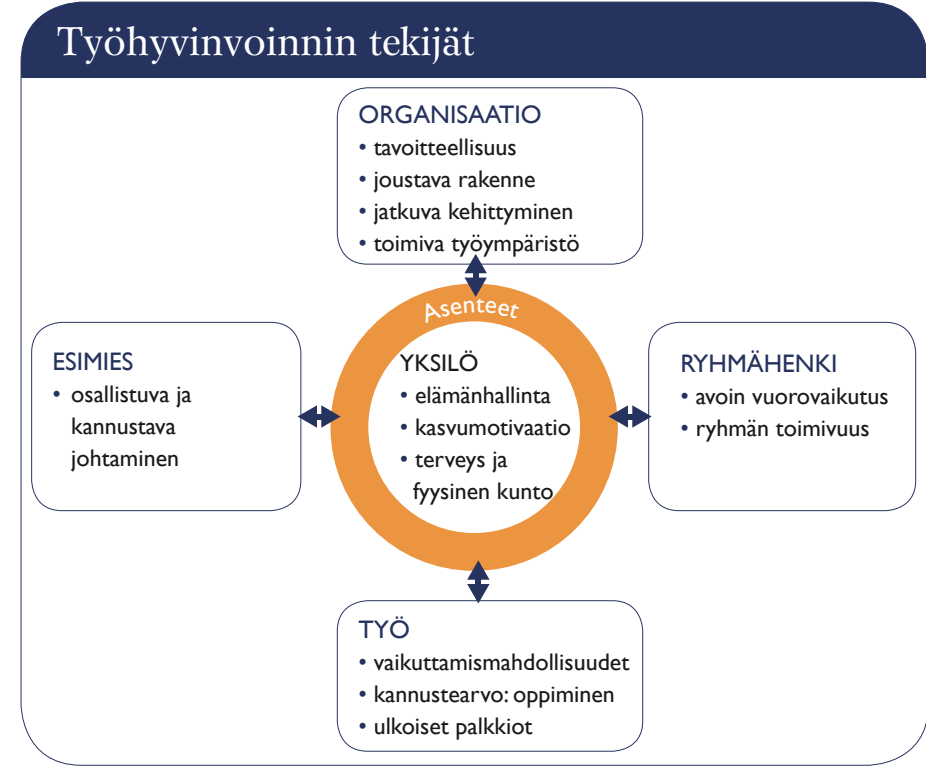 Työhyvinvoinnin tekijät
ORGANISAATIO
• tavoitteellisuus
• joustava rakenne
• jatkuva kehittyminen
• toimiva työympäristö
Asenteet
ESIMIES
• osallistuva ja
kannustava
johtaminen
YKSILÖ
• elämänhallinta
• kasvumotivaatio
• terveys ja
fyysinen kunto
RYHMÄHENKI
• avoin vuorovaikutus
• ryhmän toimivuus
TYÖ
• vaikuttamismahdollisuudet
• kannustearvo: oppiminen
• ulkoiset palkkiot